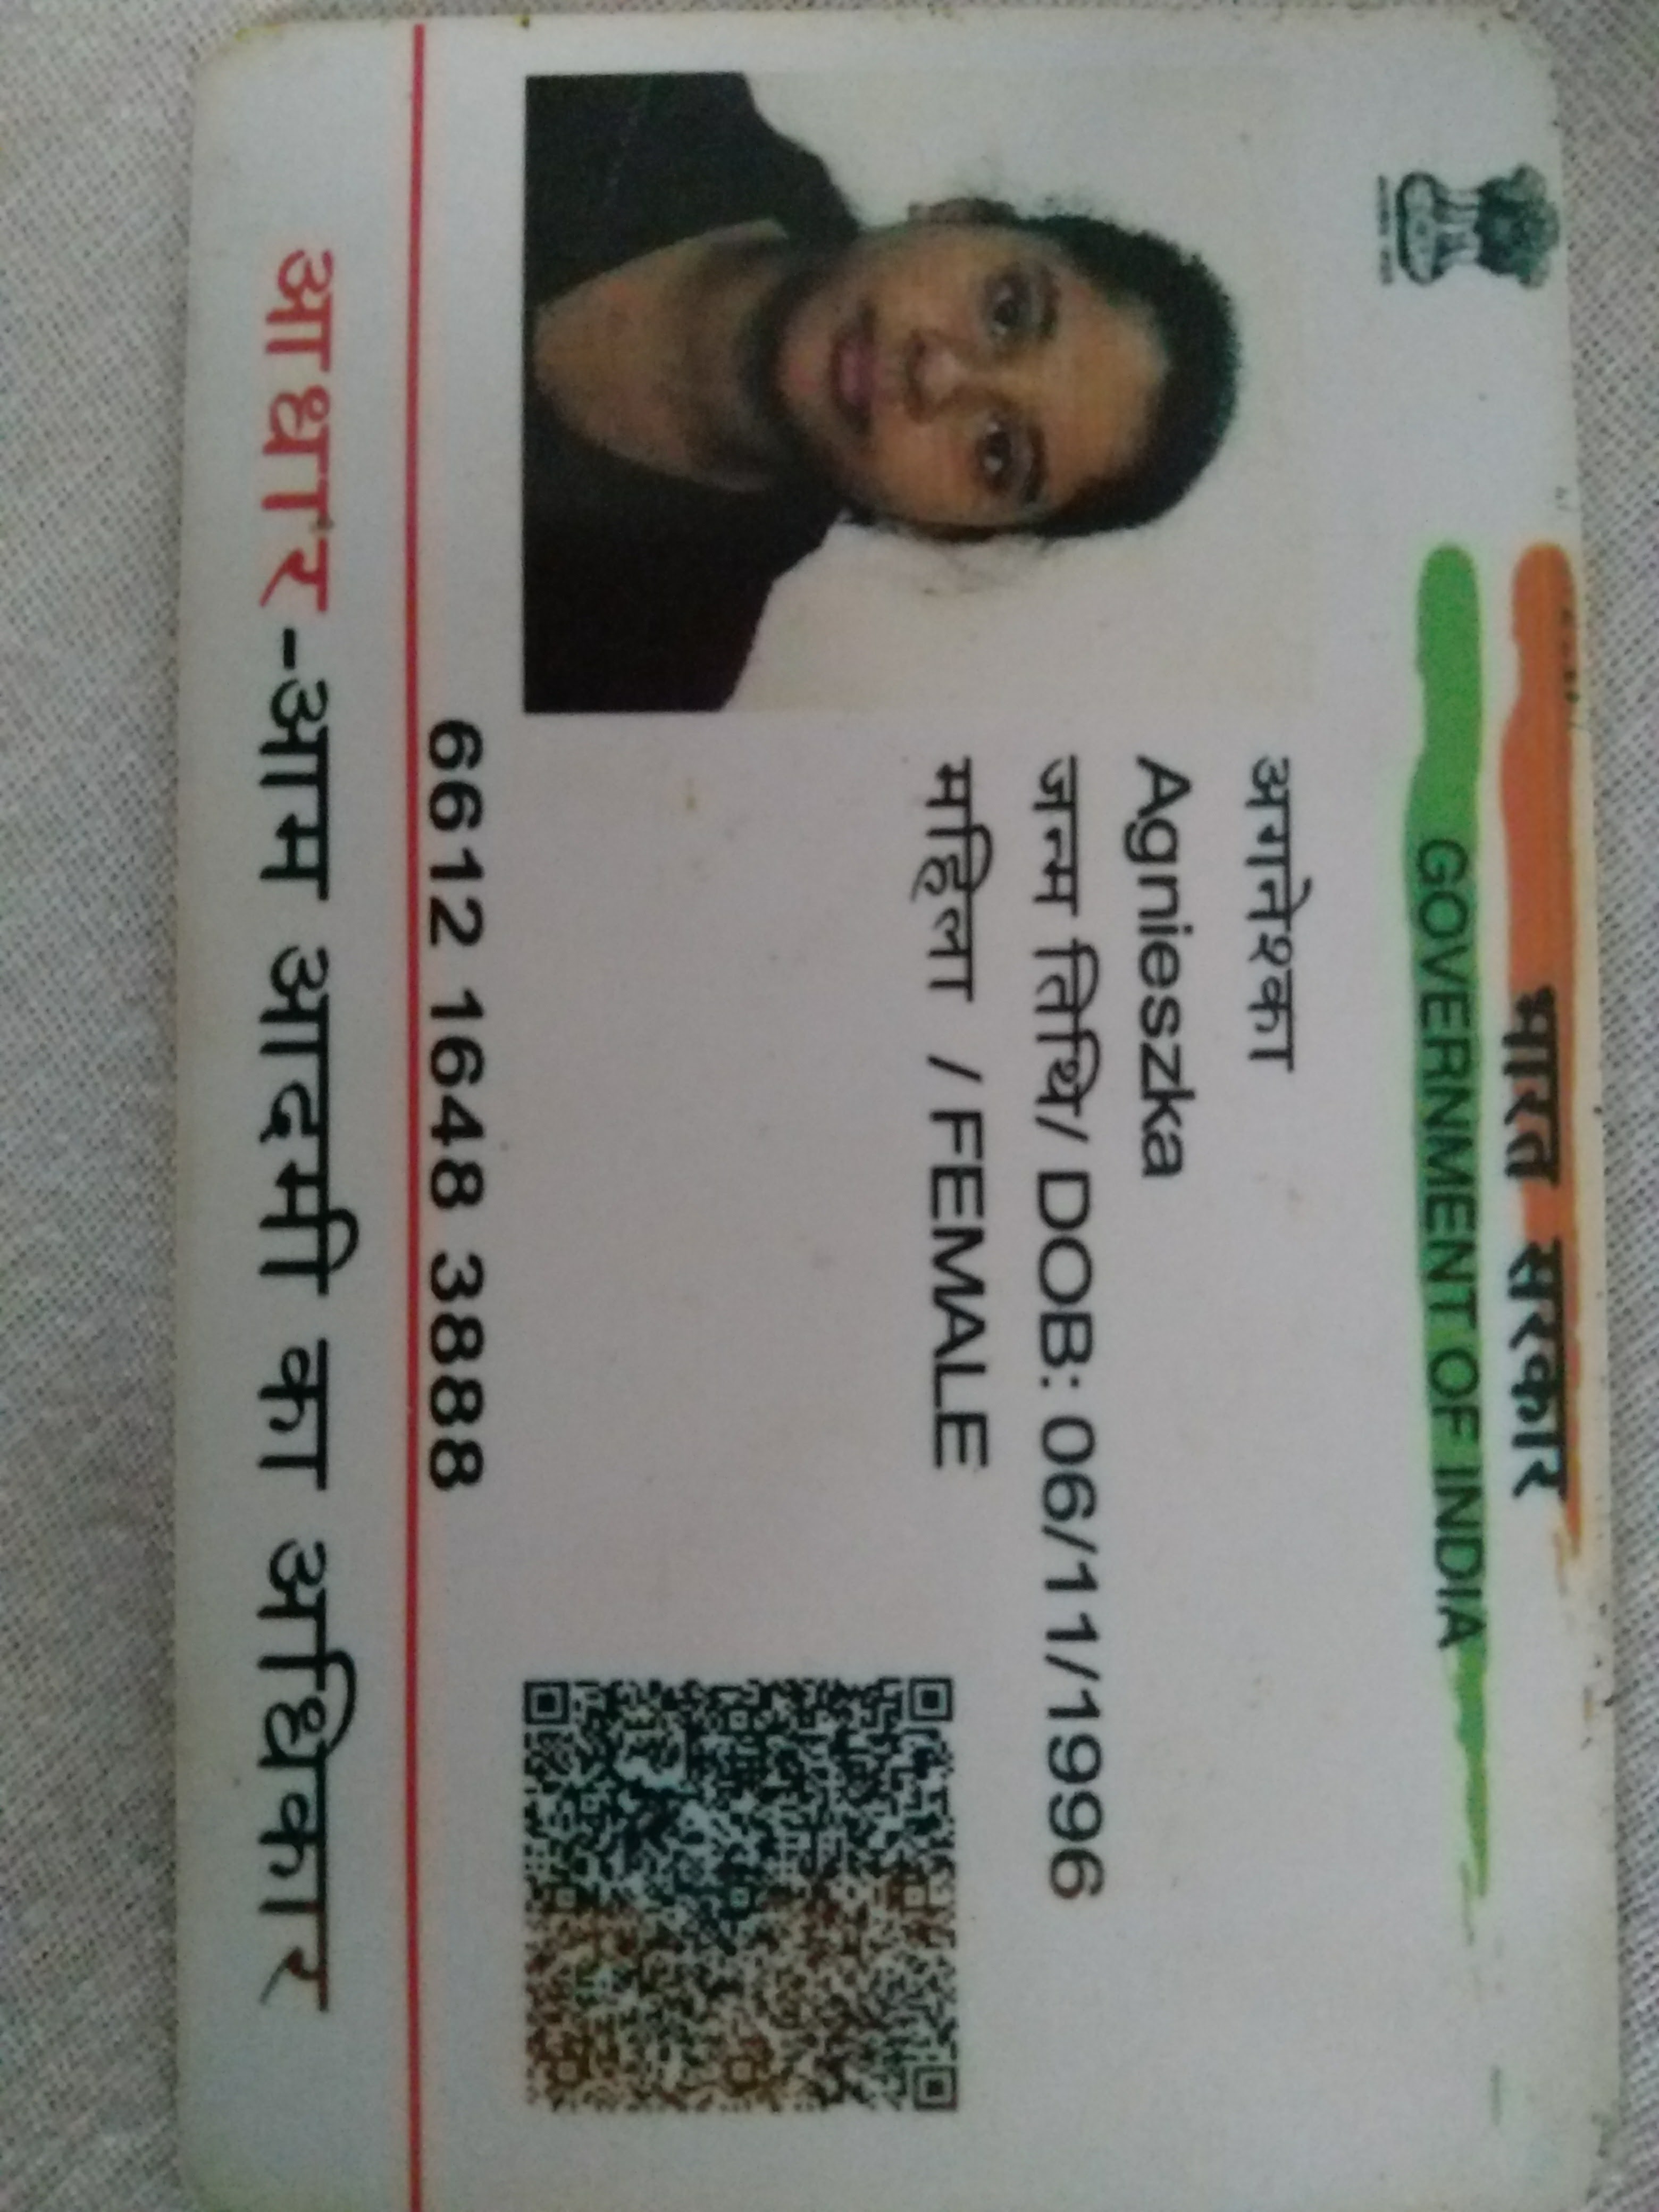 भारत सरकार
GOVERNMENT OF INDIA
अगनेश्का
Agnieszka
जन्म तिथि/ DOB: 06/11/1996
महिला / FEMALE
6612 1648 3888
आधार-आम आदमी का अधिकार